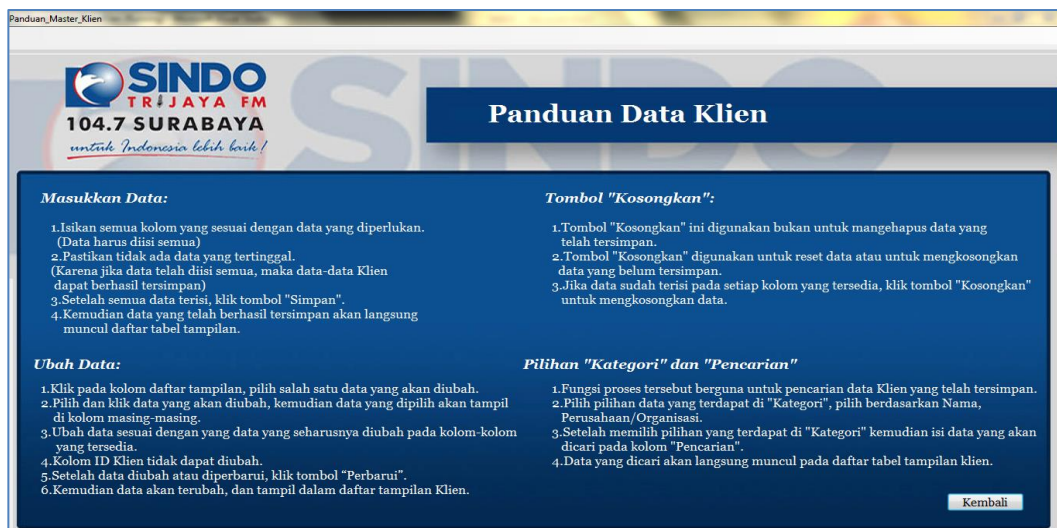 Panduan_Master_Klien
SINDO
TRIJAYA FM
104.7 SURABAYA
untuk Indonesia lebih baik!
SINDO
Panduan Data Klien
Masukkan Data:
1.Isikan semua kolom yang sesuai dengan data yang diperlukan.
(Data harus diisi semua)
2.Pastikan tidak ada data yang tertinggal.
(Karena jika data telah diisi semua, maka data-data Klien
dapat berhasil tersimpan)
3.Setelah semua data terisi, klik tombol "Simpan".
4.Kemudian data yang telah berhasil tersimpan akan langsung
muncul daftar tabel tampilan.
Tombol "Kosongkan":
1.Tombol "Kosongkan" ini digunakan bukan untuk mangehapus data yang
telah tersimpan.
2.Tombol "Kosongkan" digunakan untuk reset data atau untuk mengkosongkan
data yang belum tersimpan.
3.Jika data sudah terisi pada setiap kolom yang tersedia, klik tombol "Kosongkan"
untuk mengkosongkan data.
Ubah Data:
1.Klik pada kolom daftar tampilan, pilih salah satu data yang akan diubah.
2.Pilih dan klik data yang akan diubah, kemudian data yang dipilih akan tampil
di kolom masing-masing.
3.Ubah data sesuai dengan yang data yang seharusnya diubah pada kolom-kolom
yang tersedia.
4.Kolom ID Klien tidak dapat diubah.
5.Setelah data diubah atau diperbarui, klik tombol “Perbarui”.
6.Kemudian data akan terubah, dan tampil dalam daftar tampilan Klien.
Pilihan "Kategori" dan "Pencarian"
1.Fungsi proses tersebut berguna untuk pencarian data Klien yang telah tersimpan.
2.Pilih pilihan data yang terdapat di "Kategori", pilih berdasarkan Nama,
Perusahaan/Organisasi.
3.Setelah memilih pilihan yang terdapat di "Kategori" kemudian isi data yang akan
dicari pada kolom "Pencarian".
4.Data yang dicari akan langsung muncul pada daftar tabel tampilan klien.
Kembali